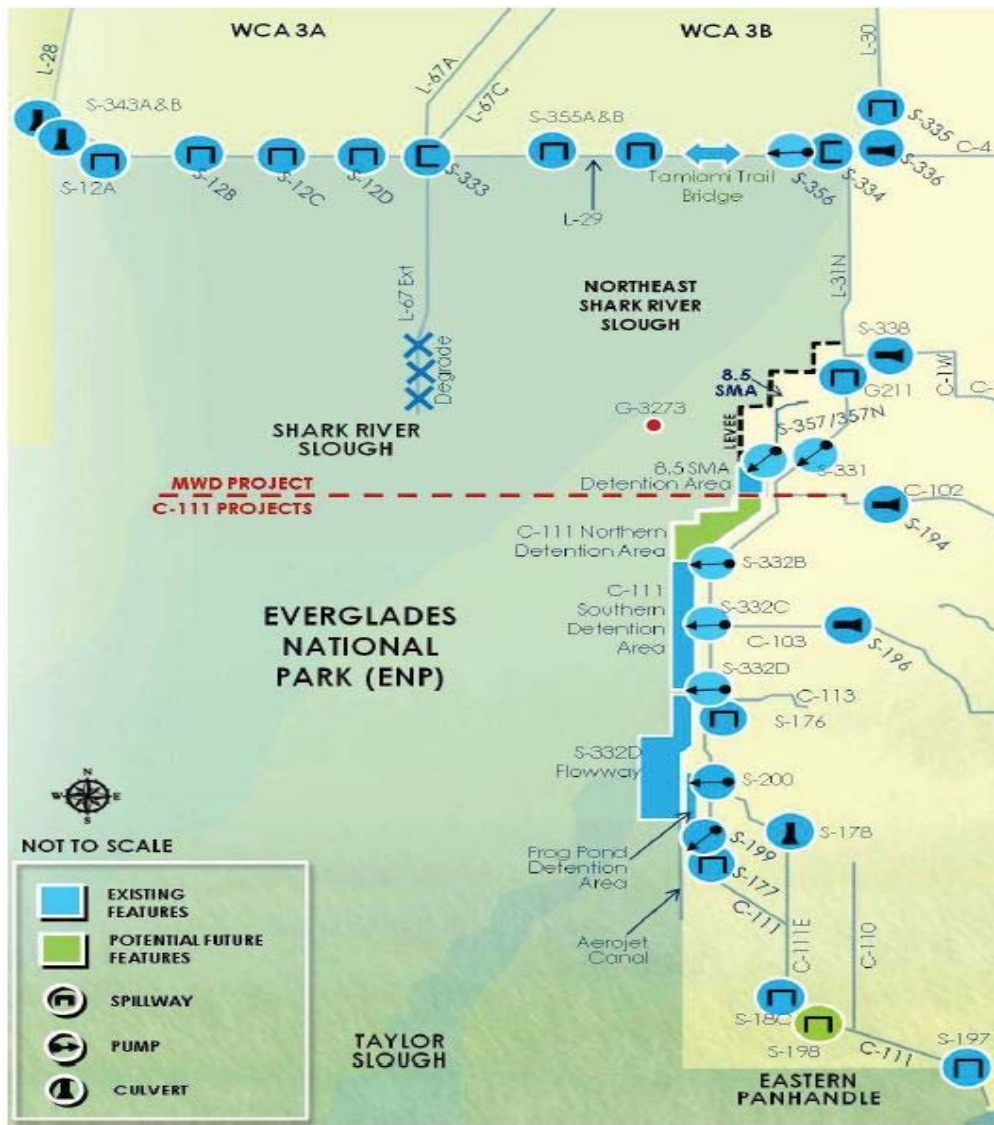 WCA 3A
WCA 3B
L-28
L-67A
L-67C
L-30
S-343A&B
S-355A&B
S-335
C-4
S-12A
S-12B
S-12C
S-12D
S-333
L-29
Tamiami Trail
Bridge
S-356
S-334
S-336
L-67 Ext
Degrade
NORTHEAST
SHARK RIVER
SLOUGH
L-31N
S-338
C-1W
C-
G211
8.5
SMA
LEVEE
S-357/357N
G-3273
SHARK RIVER
SLOUGH
S-331
8.5 SMA
Detention Area
MWD PROJECT
C-111 PROJECTS
C-102
S-194
C-111 Northern
Detention Area
S-332B
C-111
Southern
Detention
Area
S-332C
C-103
S-196
EVERGLADES
NATIONAL
PARK (ENP)
S-332D
C-113
S-176
S-332D
Flowway
S-200
N
W
E
S
NOT TO SCALE
S-178
S-199
Frog Pond
Detention
Area
S-177
C-111
C-111E
C-110
Aerojet
Canal
EXISTING
FEATURES
POTENTIAL FUTURE
FEATURES
SPILLWAY
PUMP
CULVERT
S-18C
S-198
C-111
S-197
TAYLOR
SLOUGH
EASTERN
PANHANDLE